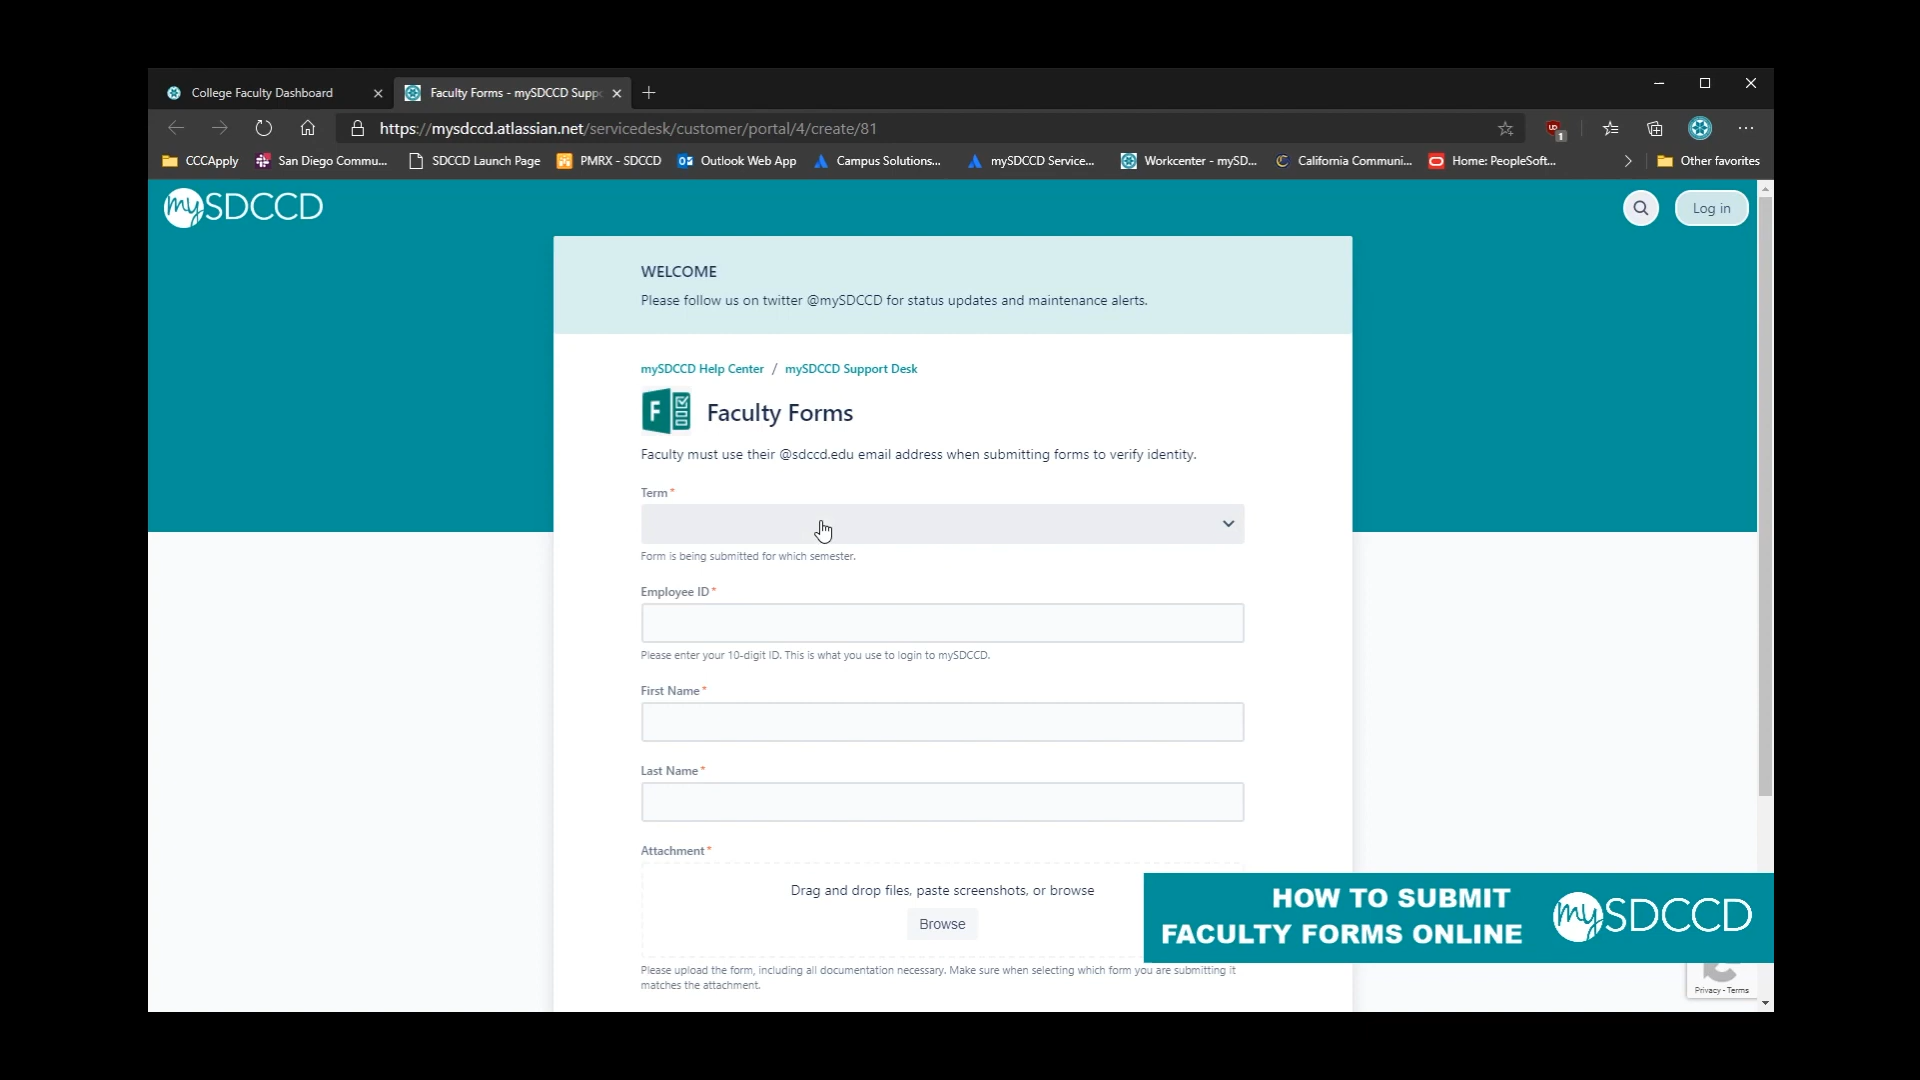 College Faculty Dashboard
Faculty Forms - mySDCCD Supp
https://mysdccd.atlassian.net/servicedesk/customer/portal/4/create/81
1
CCCApply
San Diego Commu...
SDCCD Launch Page
PMRX - SDCCD
Outlook Web App
Campus Solutions...
mySDCCD Service...
Workcenter - mySD...
California Communi...
Home: PeopleSoft...
Other favorites
mySDCCD
Log in
WELCOME
Please follow us on twitter @mySDCCD for status updates and maintenance alerts.
mySDCCD Help Center / mySDCCD Support Desk
F
Faculty Forms
Faculty must use their @sdccd.edu email address when submitting forms to verify identity.
Term *
Form is being submitted for which semester.
Employee ID *
Please enter your 10-digit ID. This is what you use to login to mySDCCD.
First Name *
Last Name *
Attachment *
Drag and drop files, paste screenshots, or browse
Browse
Please upload the form, including all documentation necessary. Make sure when selecting which form you are submitting it
matches the attachment.
HOW TO SUBMIT
FACULTY FORMS ONLINE
mySDCCD
Privacy - Terms